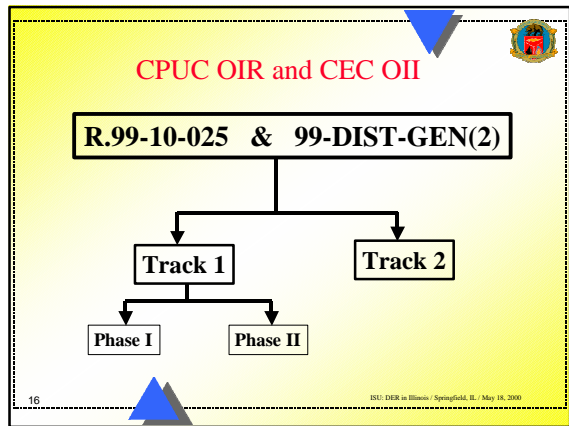 CPUC OIR and CEC OII
R.99-10-025 & 99-DIST-GEN(2)
Track 1
Track 2
Phase I
Phase II
16
ISU: DER in Illinois / Springfield, IL / May 18, 2000